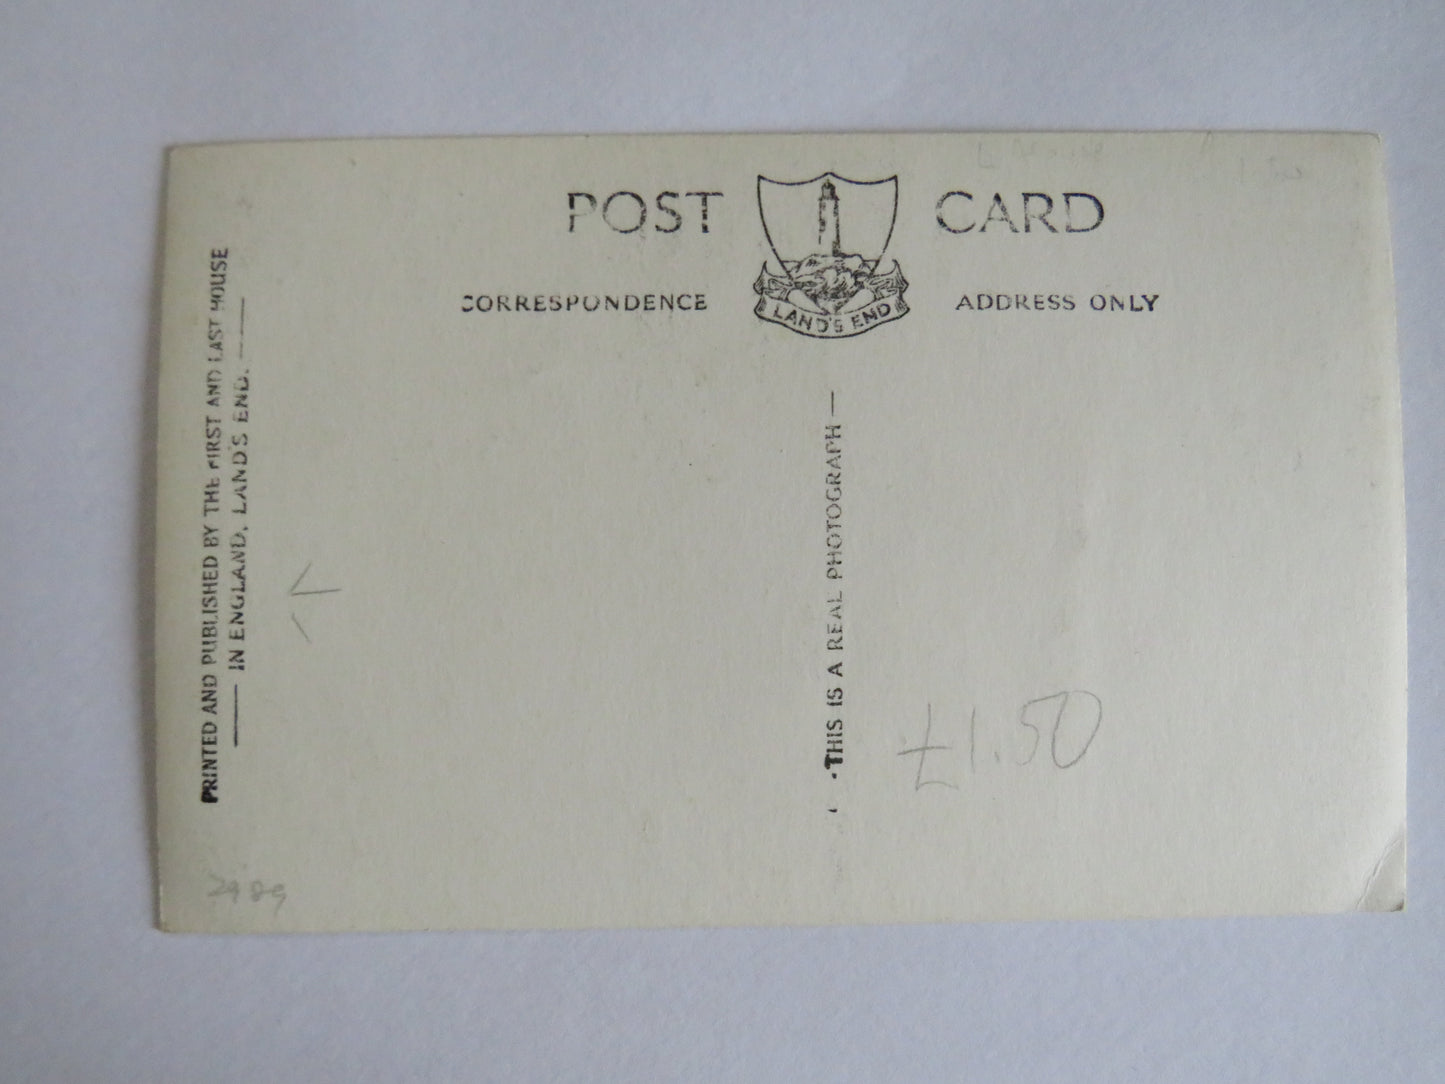 POST CARD
CORRESPONDENCE
ADDRESS ONLY
LAND'S END
PRINTED AND PUBLISHED BY THE FIRST AND LAST HOUSE
IN ENGLAND, LAND'S END.
THIS IS A REAL PHOTOGRAPH
£1.50